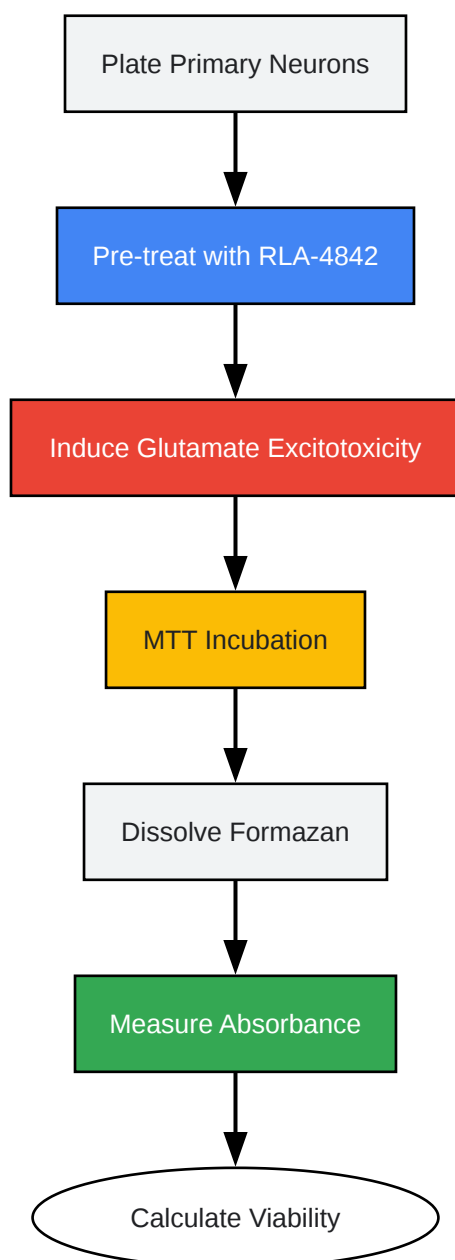 Plate Primary Neurons
Pre-treat with RLA-4842
Induce Glutamate Excitotoxicity
MTT Incubation
Dissolve Formazan
Measure Absorbance
Calculate Viability